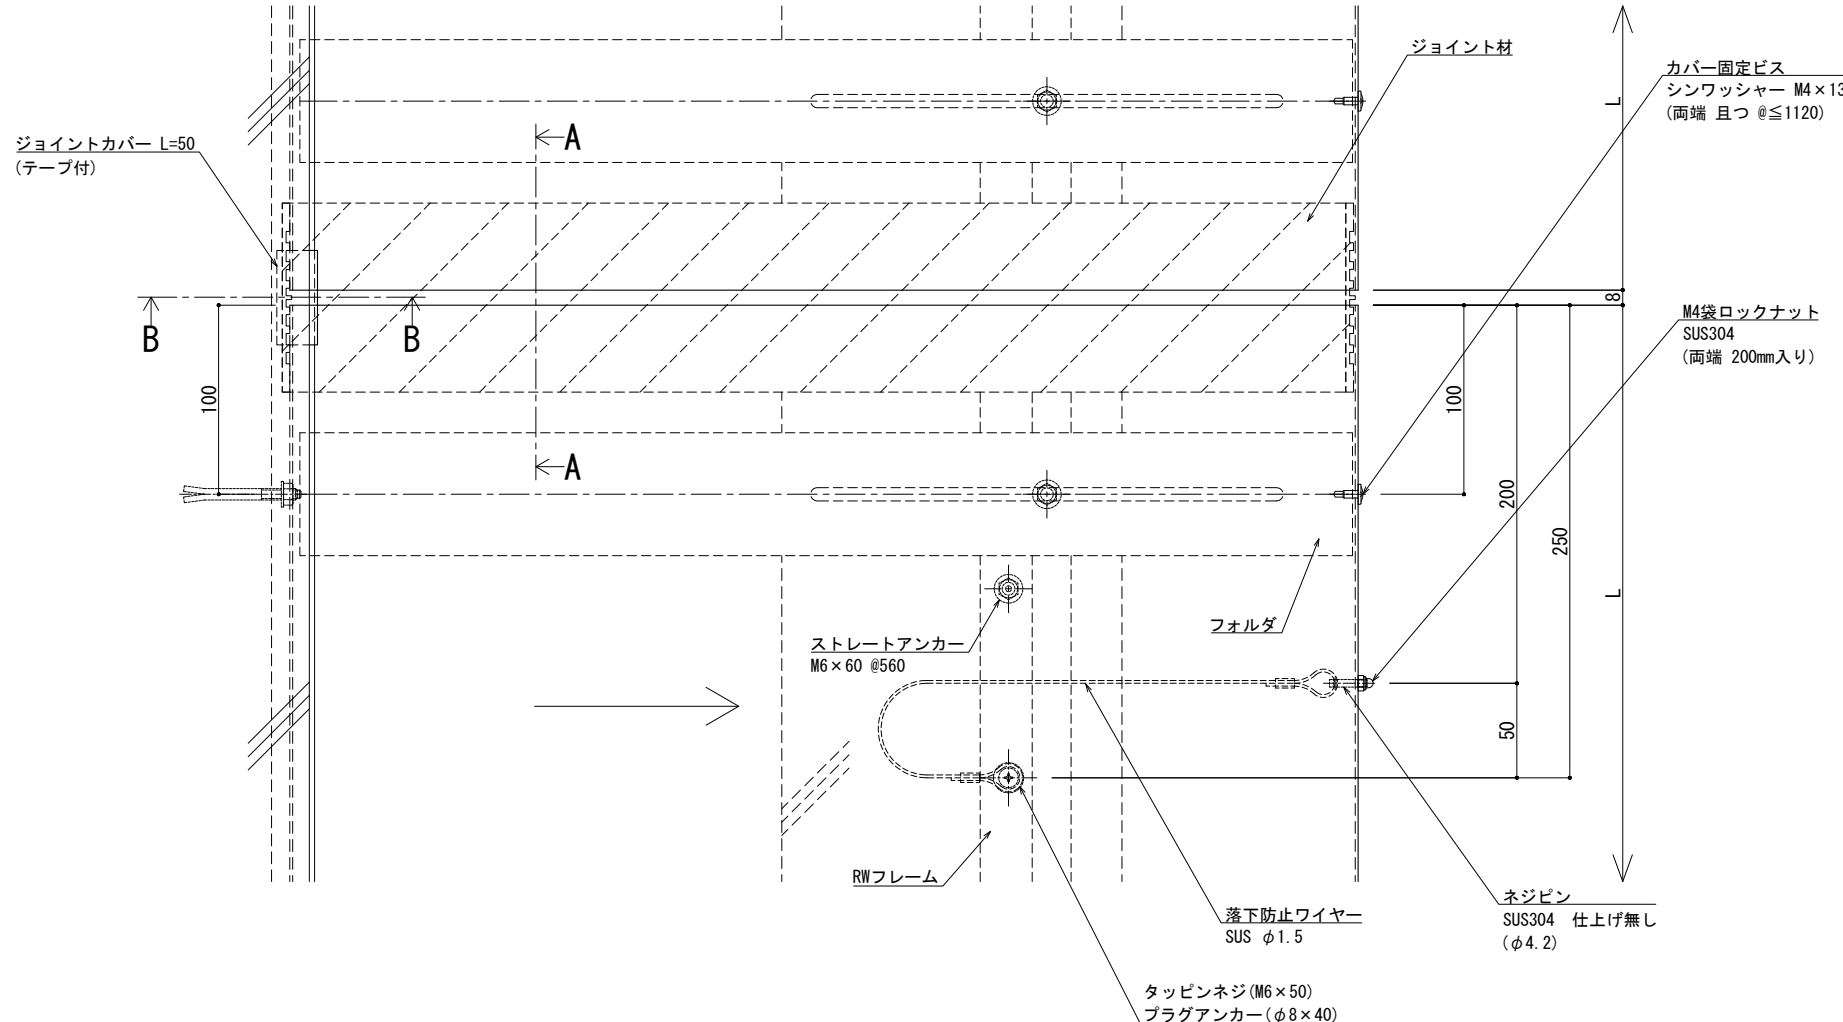 ジョイント材
カバー固定ビス
シンワッシャー M4×13
(両端 且つ @≦1120)
L
ジョイントカバー L=50
(テープ付)
A
B
B
8
M4袋ロックナット
SUS304
(両端 200mm入り)
100
100
A
200
250
L
フォルダ
ストレートアンカー
M6×60 @560
50
RWフレーム
落下防止ワイヤー
SUS φ1.5
ネジピン
SUS304 仕上げ無し
(φ4.2)
タッピンネジ(M6×50)
プラグアンカー(φ8×40)